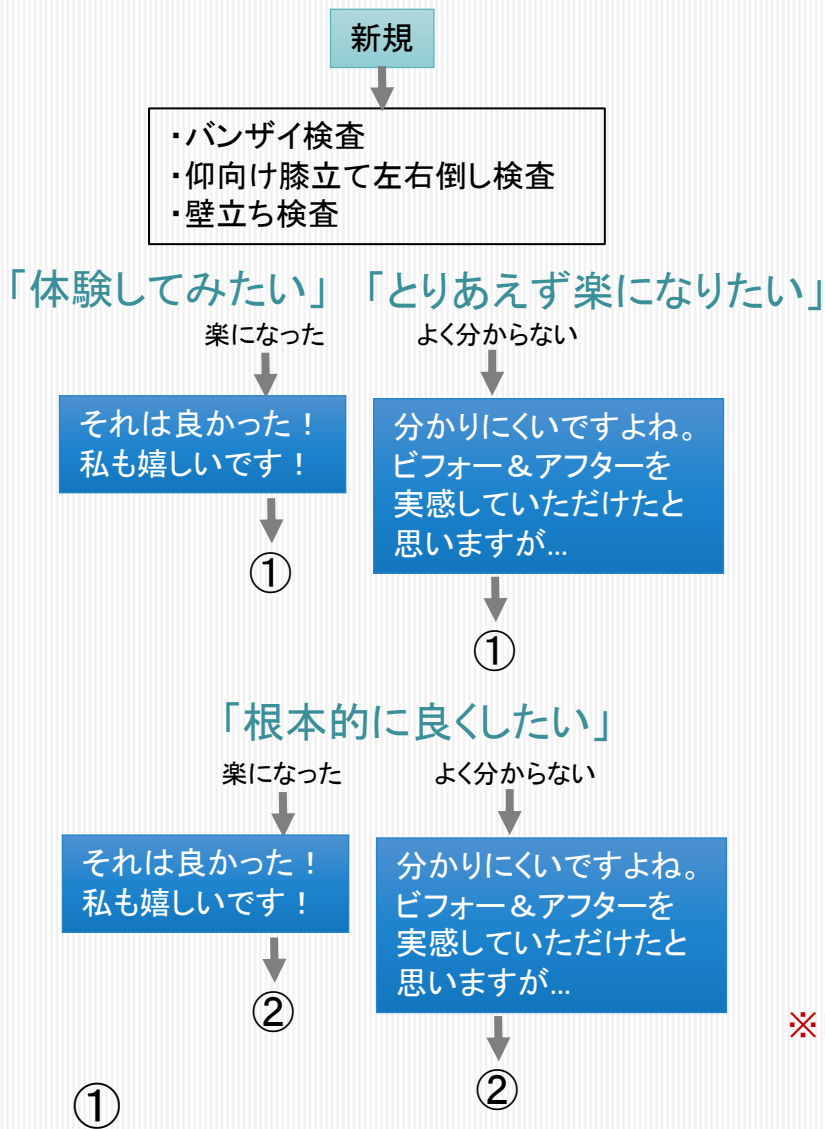 新規
・バンザイ検査
・仰向け膝立て左右倒し検査
・壁立ち検査
「体験してみたい」 「とりあえず楽になりたい」
楽になった よく分からない
それは良かった！
私も嬉しいです！
分かりにくいですよね。
ビフォー＆アフターを
実感していただけたと
思いますが...
①
①
「根本的に良くしたい」
楽になった よく分からない
それは良かった！
私も嬉しいです！
分かりにくいですよね。
ビフォー＆アフターを
実感していただけたと
思いますが...
②
※
②
①